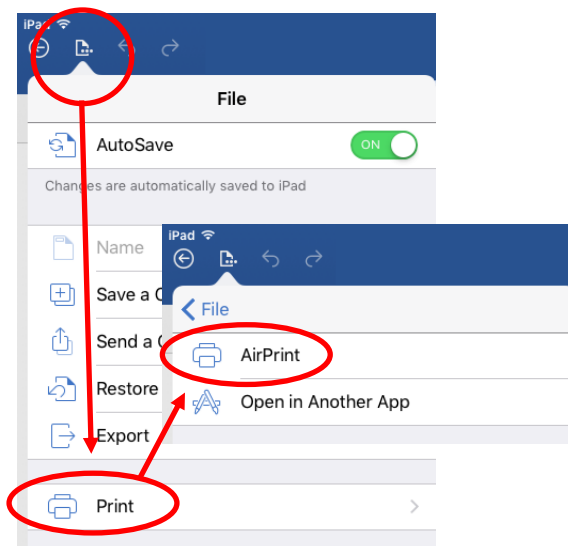 iPad
File
AutoSave
ON
Changes are automatically saved to iPad
Name
Save a C
Send a
Restore
Export
Print
iPad
File
AirPrint
Open in Another App